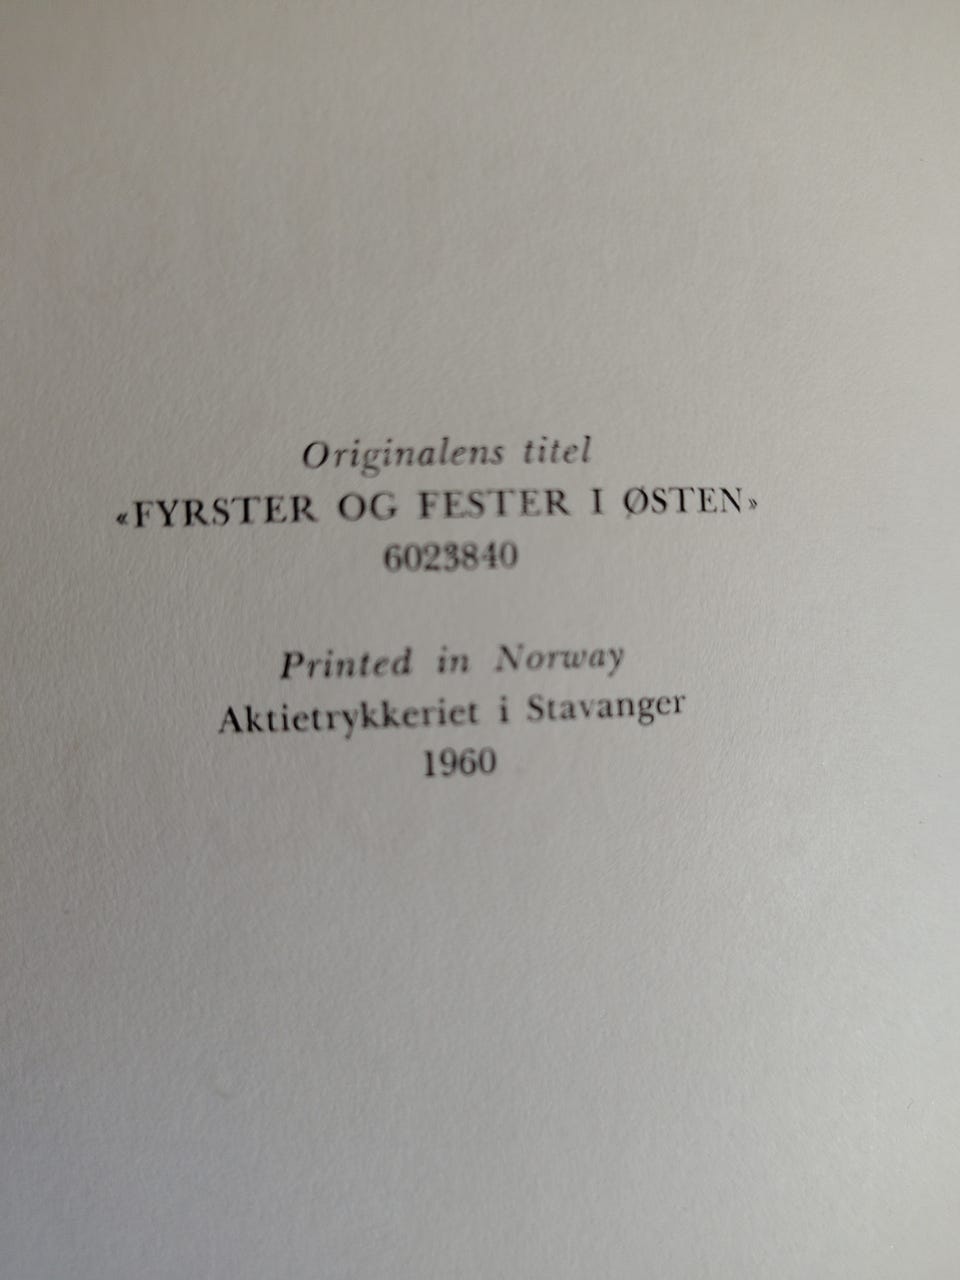 Originalens titel
«FYRSTER OG FESTER I ØSTEN»
6023840
Printed in Norway
Aktietrykkeriet i Stavanger
1960